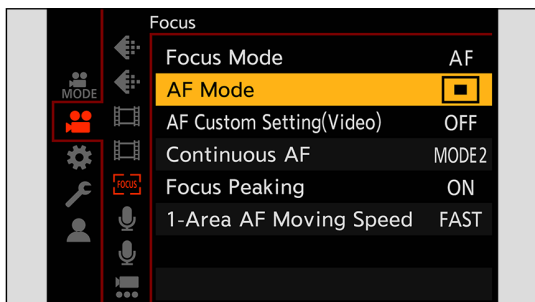 Focus
Focus Mode AF
MODE
AF Mode
AF Custom Setting(Video) OFF
Continuous AF MODE2
FOCUS
Focus Peaking ON
1-Area AF Moving Speed FAST